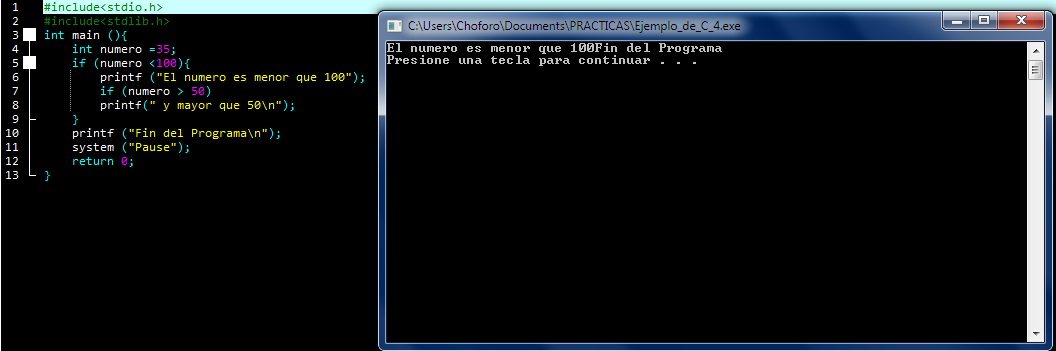 1 #include<stdio.h>
2 #include<stdlib.h>
3 int main (){
4 int numero =35;
5 if (numero <100){
6 printf ("El numero es menor que 100");
7 if (numero > 50)
8 printf(" y mayor que 50\n");
9 }
10 printf ("Fin del Programa\n");
11 system ("Pause");
12 return 0;
13 }
C:\Users\Choforo\Documents\PRACTICAS\Ejemplo_de_C_4.exe
El numero es menor que 100Fin del Programa
Presione una tecla para continuar . . .